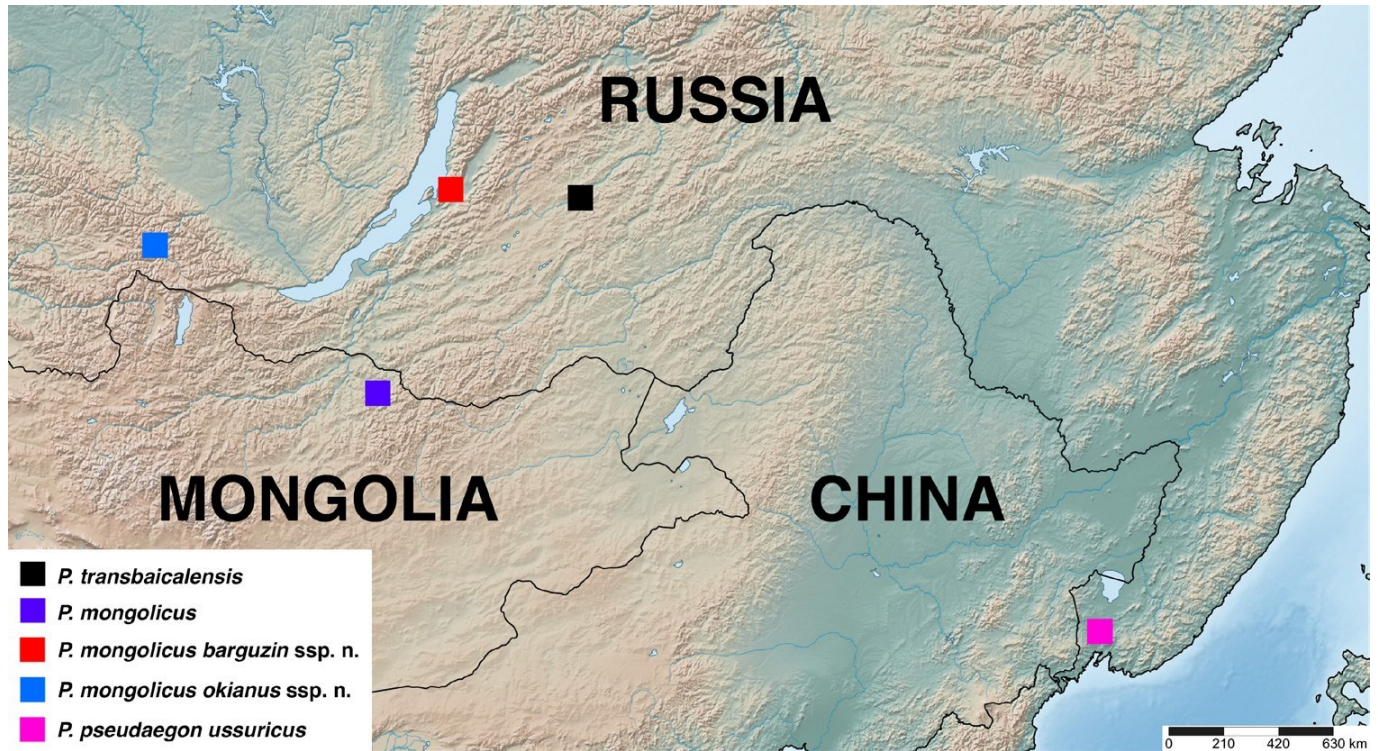 RUSSIA
MONGOLIA
CHINA
P. transbaicalensis
P. mongolicus
P. mongolicus barguzin ssp. n.
P. mongolicus okianus ssp. n.
P. pseudaegon ussuricus
0 210 420 630 km